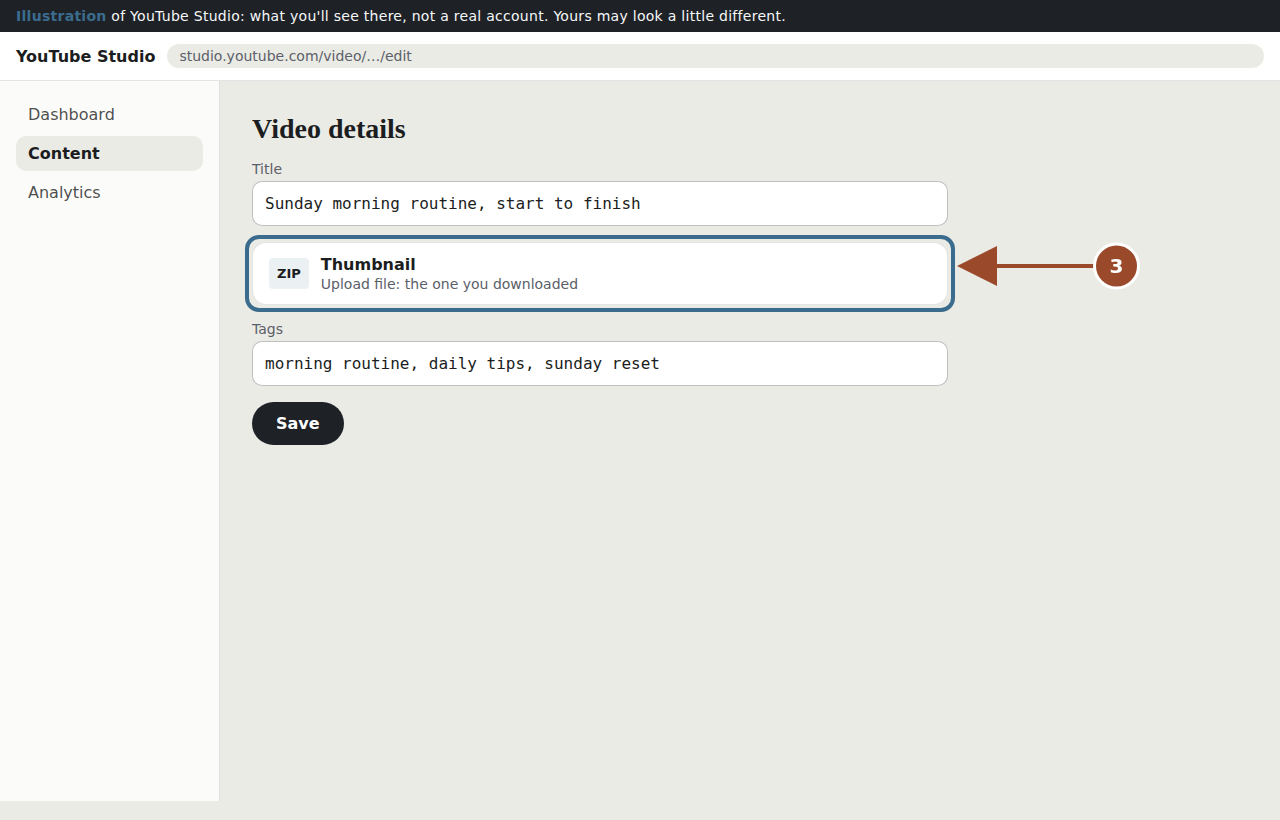 Illustration of YouTube Studio: what you'll see there, not a real account. Yours may look a little different.
YouTube Studio
studio.youtube.com/video/…/edit
Dashboard
Content
Analytics
Video details
Title
Sunday morning routine, start to finish
ZIP
Thumbnail
Upload file: the one you downloaded
3
Tags
morning routine, daily tips, sunday reset
Save